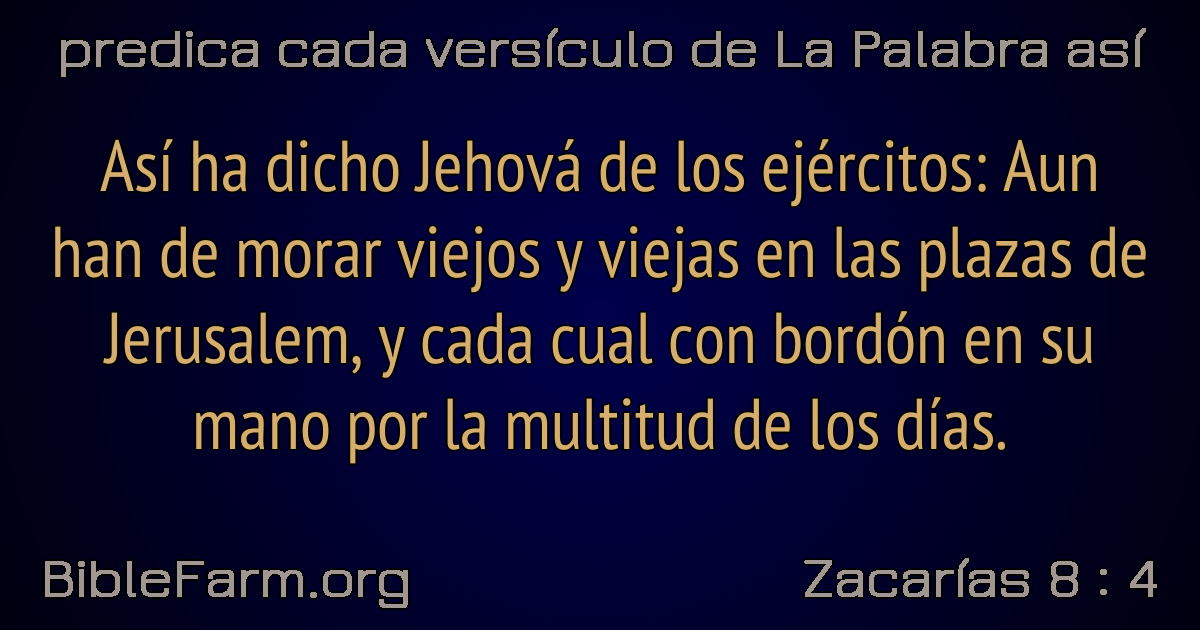 predica cada versículo de La Palabra así
Así ha dicho Jehová de los ejércitos: Aun
han de morar viejos y viejas en las plazas de
Jerusalem, y cada cual con bordón en su
mano por la multitud de los días.
BibleFarm.org
Zacarías 8 : 4